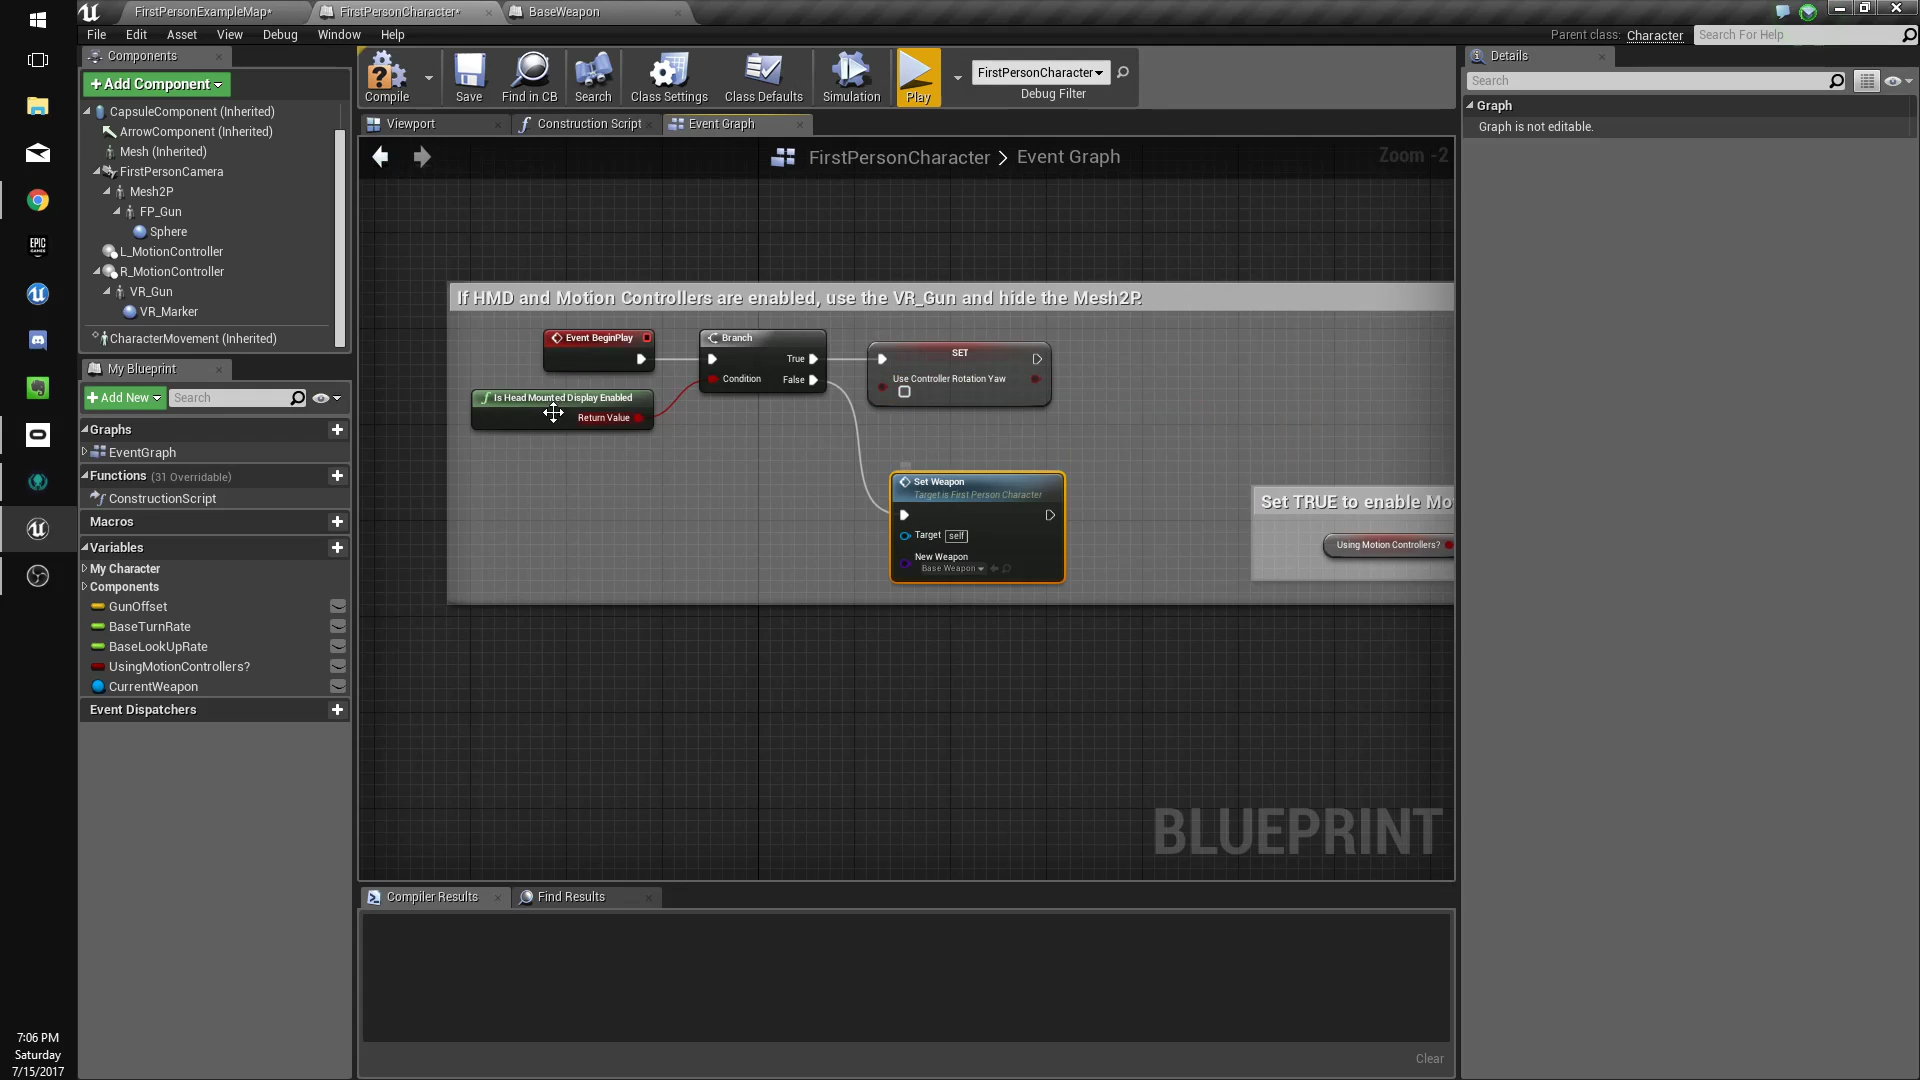 FirstPersonExampleMap*
FirstPersonCharacter*
BaseWeapon
File Edit Asset View Debug Window Help
Parent class: Character
Search For Help
Components
+Add Component
CapsuleComponent (Inherited)
ArrowComponent (Inherited)
Mesh (Inherited)
FirstPersonCamera
Mesh2P
FP_Gun
Sphere
L_MotionController
R_MotionController
VR_Gun
VR_Marker
CharacterMovement (Inherited)
My Blueprint
+Add New
Search
Graphs
EventGraph
Functions (31 Overridable)
ConstructionScript
Macros
Variables
My Character
Components
GunOffset
BaseTurnRate
BaseLookUpRate
UsingMotionControllers?
CurrentWeapon
Event Dispatchers
Compile
Save
Find in CB
Search
Class Settings
Class Defaults
Simulation
Play
FirstPersonCharacter
Debug Filter
Viewport
Construction Script
Event Graph
FirstPersonCharacter > Event Graph
Zoom -2
If HMD and Motion Controllers are enabled, use the VR_Gun and hide the Mesh2P.
Event BeginPlay
Is Head Mounted Display Enabled
Return Value
Branch
True
Condition
False
SET
Use Controller Rotation Yaw
Set Weapon
Target is First Person Character
Target self
New Weapon
Base Weapon
Set TRUE to enable Mo
Using Motion Controllers?
BLUEPRINT
Compiler Results
Find Results
Clear
Details
Search
Graph
Graph is not editable.
EPIC
GAMES
7:06 PM
Saturday
7/15/2017